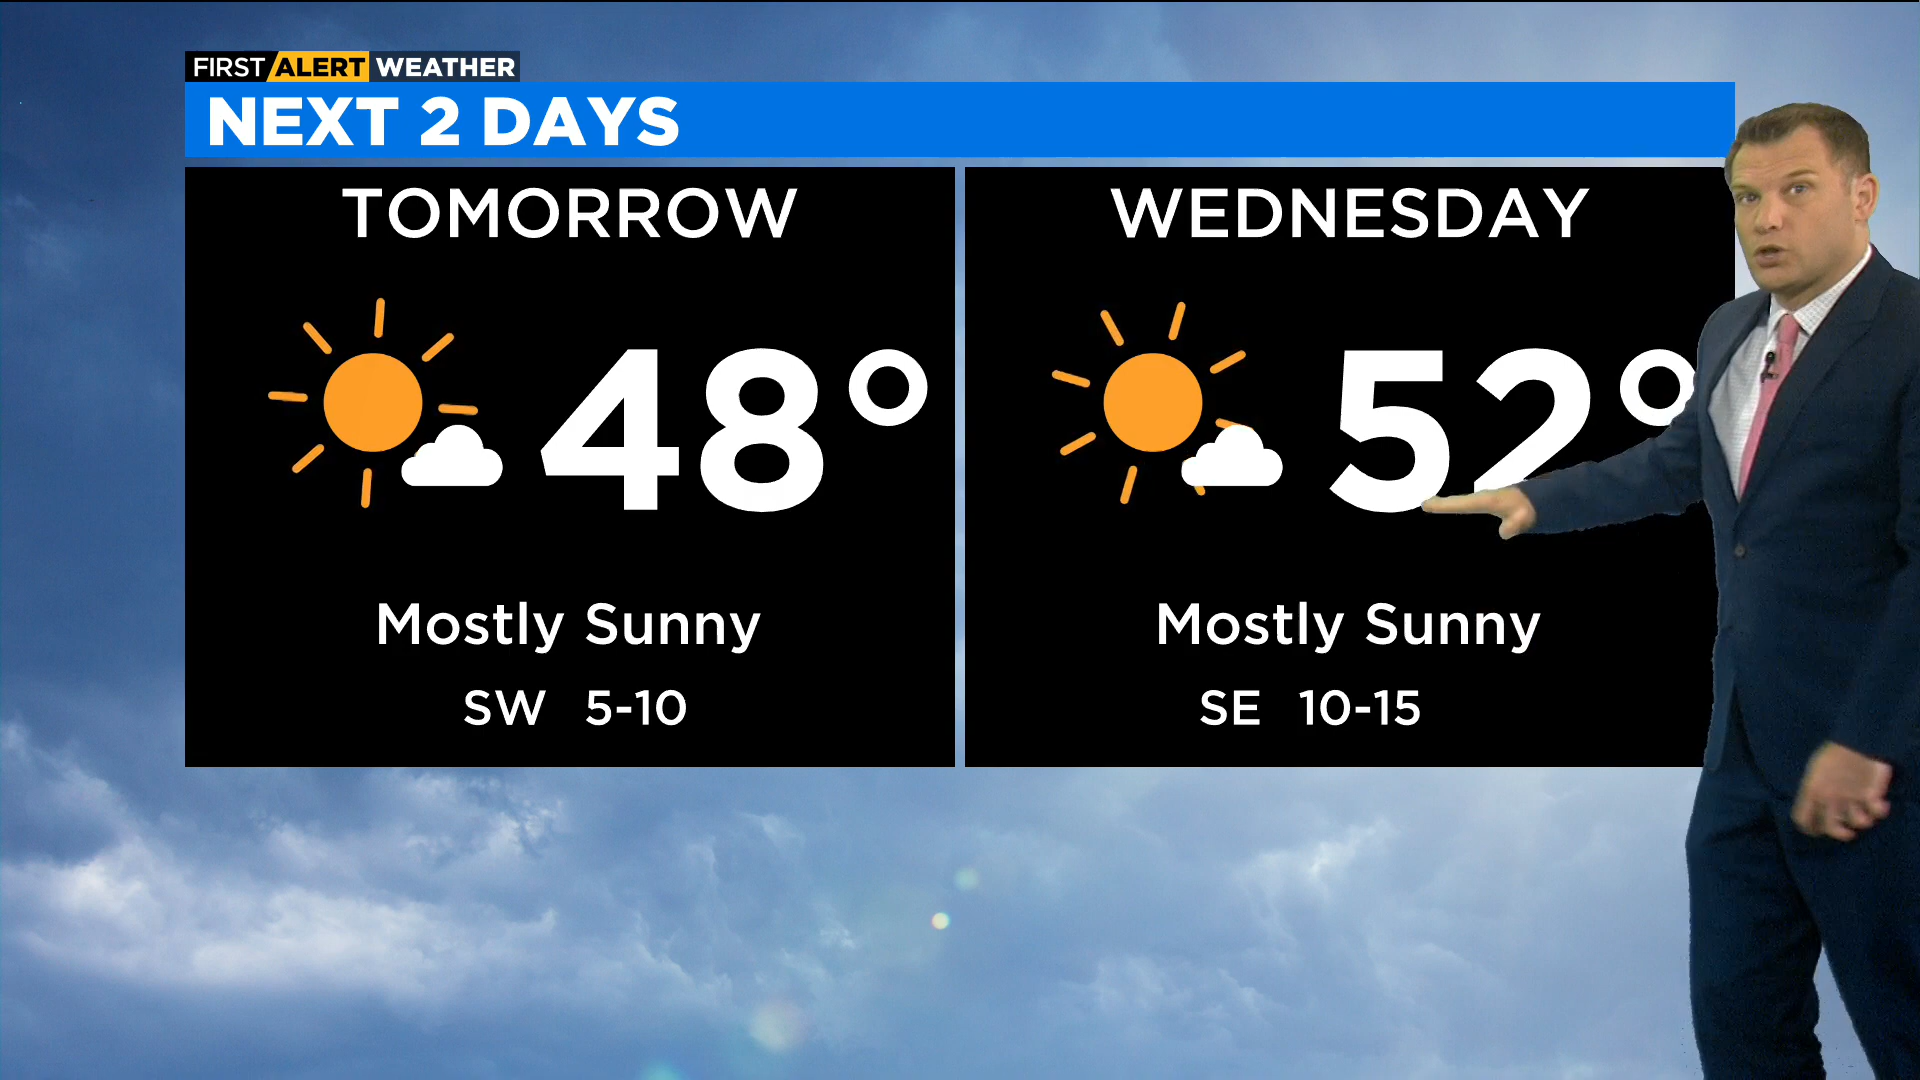 FIRST ALERT WEATHER
NEXT 2 DAYS
TOMORROW
48°
Mostly Sunny
SW 5-10
WEDNESDAY
52°
Mostly Sunny
SE 10-15